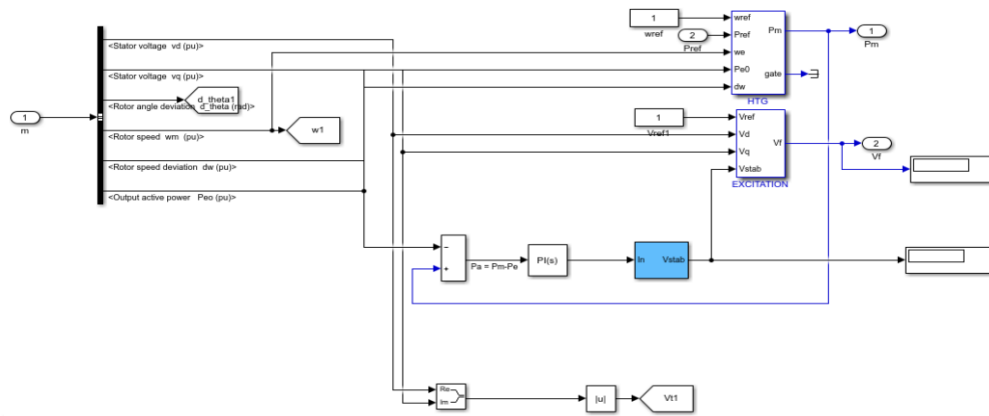 1
m
<Stator voltage vd (pu)>
<Stator voltage vq (pu)>
d_theta1
<Rotor angle deviation d_theta (rad)>
w1
<Rotor speed wm (pu)>
<Rotor speed deviation dw (pu)>
<Output active power Peo (pu)>
1
wref
2
Pref
wref
Pref
we
Pe0
dw
Pm
gate
HTG
1
Pm
1
Vref1
Vref
Vd
Vq
Vstab
Vf
EXCITATION
2
Vf
−
+
Pa = Pm-Pe
PI(s)
In
Vstab
Re
Im
|u|
Vt1